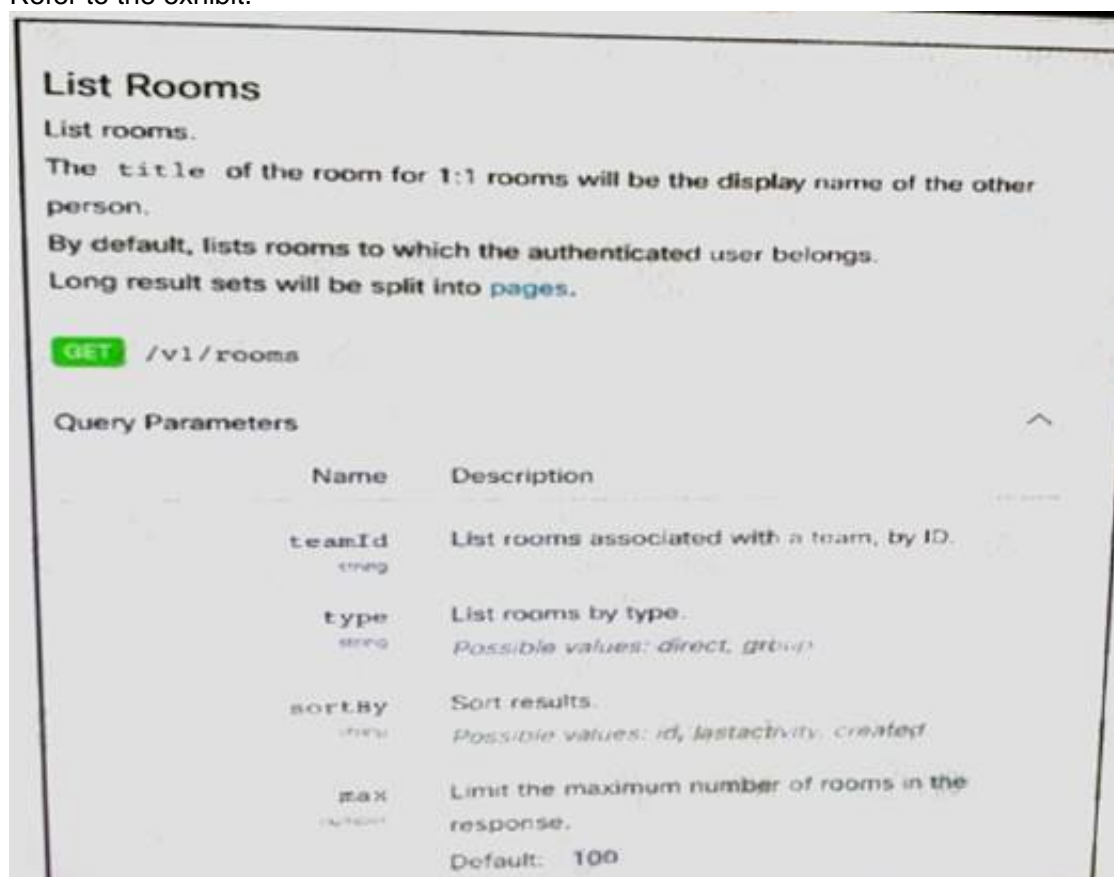 Refer to the exhibit.
List Rooms
List rooms.
The title of the room for 1:1 rooms will be the display name of the other
person.
By default, lists rooms to which the authenticated user belongs.
Long result sets will be split into pages.
GET /v1/rooms
Query Parameters
Name Description
teamId List rooms associated with a team, by ID.
string
type List rooms by type.
string Possible values: direct, group
sortBy Sort results.
string Possible values: id, lastactivity, created
max Limit the maximum number of rooms in the
response.
Default: 100